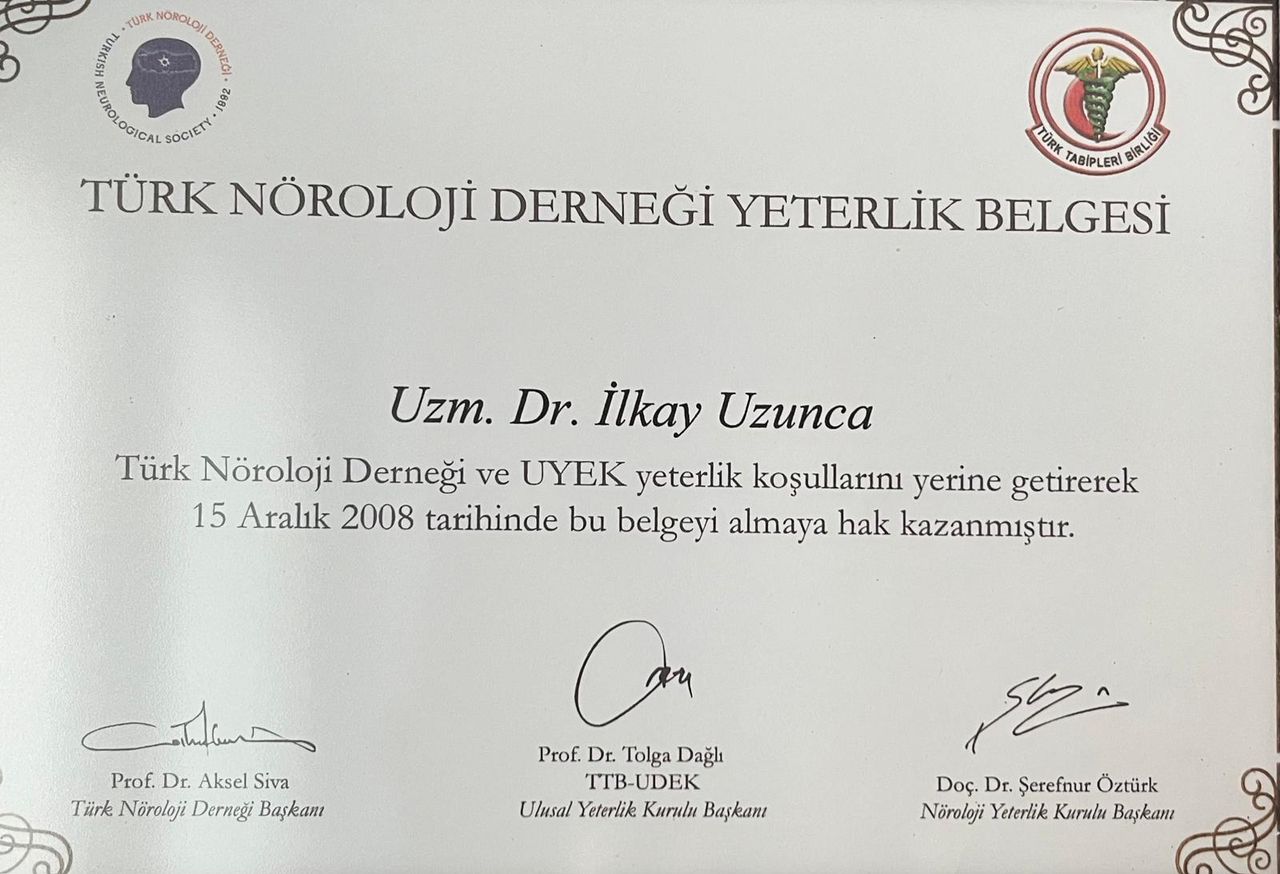 TÜRK NÖROLOJİ DERNEĞİ • TURKISH NEUROLOGICAL SOCIETY • 1992 •
TÜRK TABİPLERİ BİRLİĞİ
TÜRK NÖROLOJİ DERNEĞİ YETERLİK BELGESİ
Uzm. Dr. İlkay Uzunca
Türk Nöroloji Derneği ve UYEK yeterlik koşullarını yerine getirerek
15 Aralık 2008 tarihinde bu belgeyi almaya hak kazanmıştır.
Prof. Dr. Aksel Siva
Türk Nöroloji Derneği Başkanı
Prof. Dr. Tolga Dağlı
TTB-UDEK
Ulusal Yeterlik Kurulu Başkanı
Doç. Dr. Şerefnur Öztürk
Nöroloji Yeterlik Kurulu Başkanı